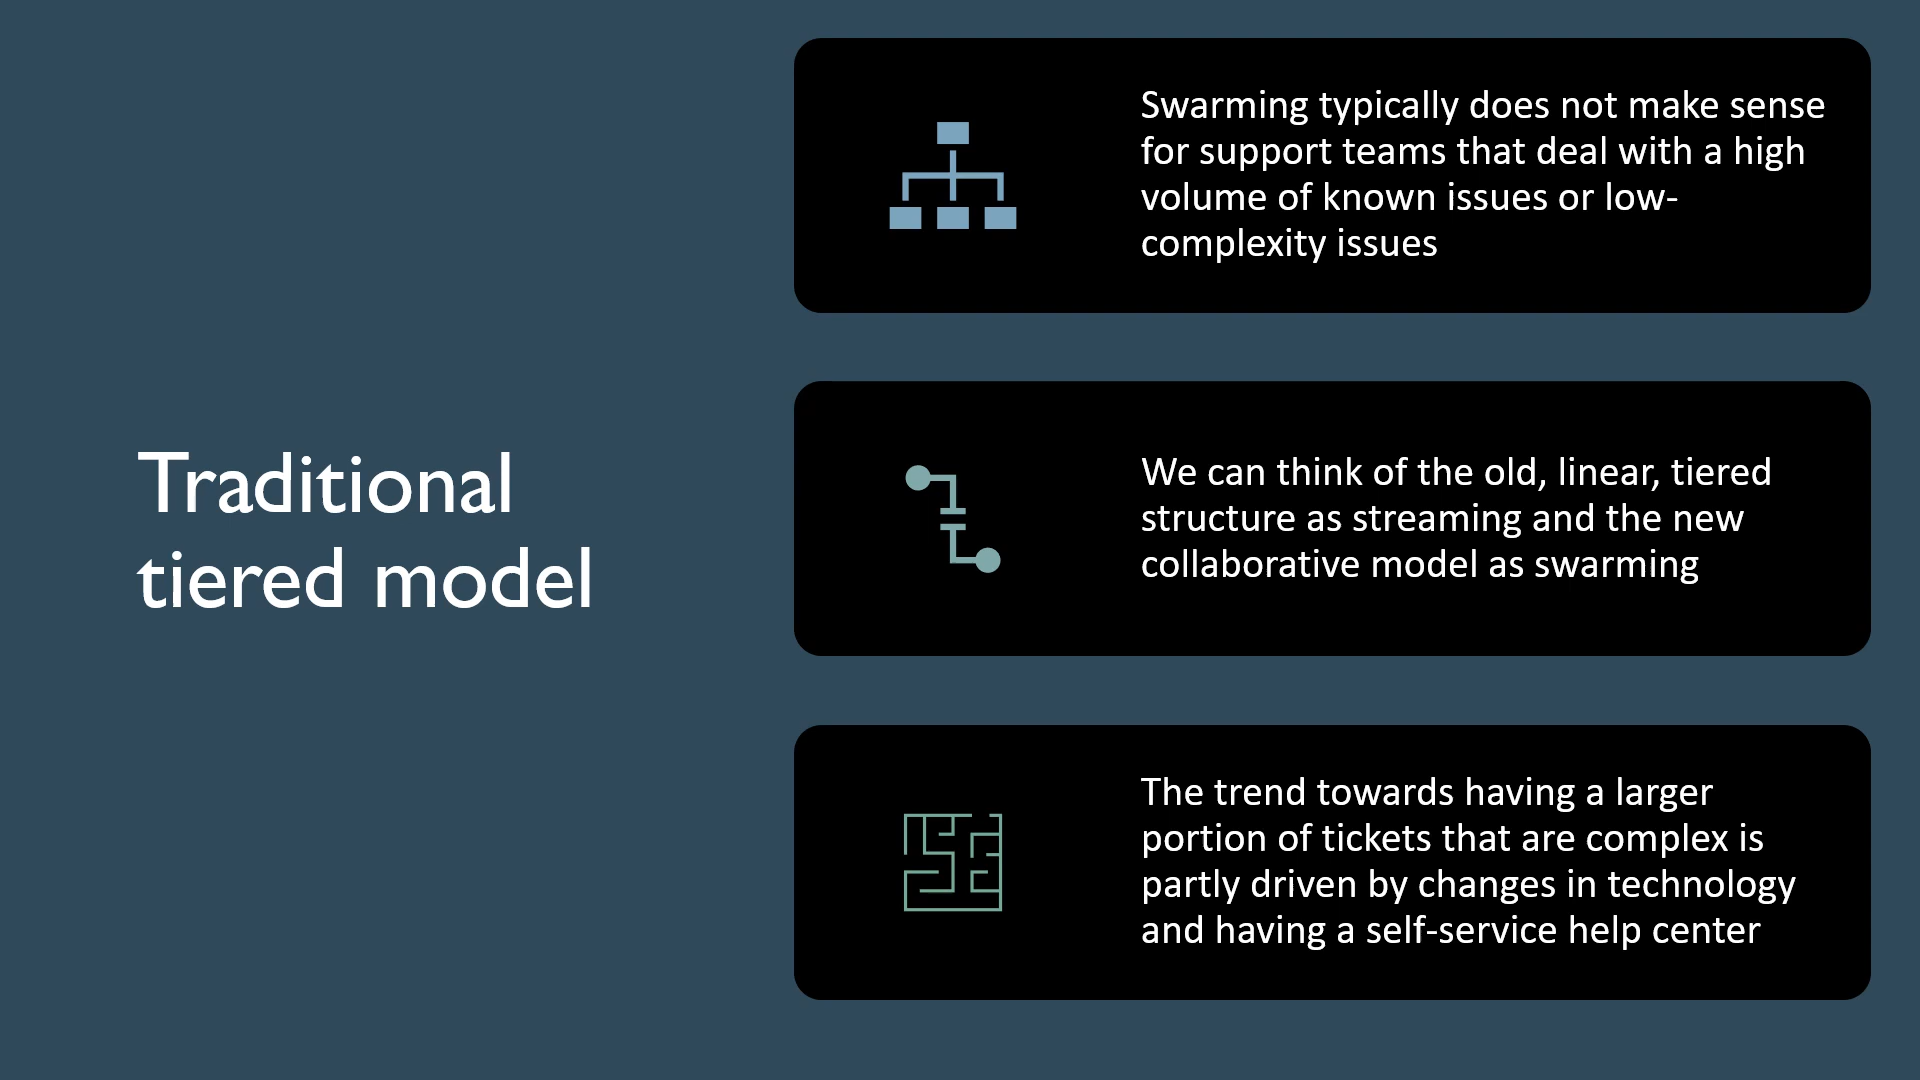 Traditional
tiered model
Swarming typically does not make sense
for support teams that deal with a high
volume of known issues or low-
complexity issues
We can think of the old, linear, tiered
structure as streaming and the new
collaborative model as swarming
The trend towards having a larger
portion of tickets that are complex is
partly driven by changes in technology
and having a self-service help center